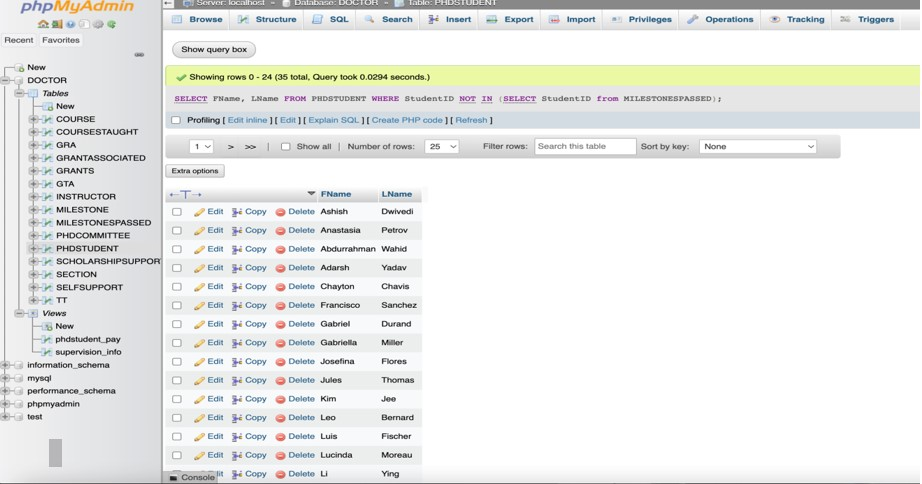 phpMyAdmin
Recent Favorites
New
DOCTOR
Tables
New
COURSE
COURSESTAUGHT
GRA
GRANTASSOCIATED
GRANTS
GTA
INSTRUCTOR
MILESTONE
MILESTONESPASSED
PHDCOMMITTEE
PHDSTUDENT
SCHOLARSHIPSUPPOR
SECTION
SELFSUPPORT
TT
Views
New
phdstudent_pay
supervision_info
information_schema
mysql
performance_schema
phpmyadmin
test
Server: localhost » Database: DOCTOR » Table: PHDSTUDENT
Browse Structure SQL Search Insert Export Import Privileges Operations Tracking Triggers
Show query box
Showing rows 0 - 24 (35 total, Query took 0.0294 seconds.)
SELECT FName, LName FROM PHDSTUDENT WHERE StudentID NOT IN (SELECT StudentID from MILESTONESPASSED);
Profiling [ Edit inline ] [ Edit ] [ Explain SQL ] [ Create PHP code ] [ Refresh ]
1 > >> Show all Number of rows: 25 Filter rows: Search this table Sort by key: None
Extra options
←T→ FName LName
Edit Copy Delete Ashish Dwivedi
Edit Copy Delete Anastasia Petrov
Edit Copy Delete Abdurrahman Wahid
Edit Copy Delete Adarsh Yadav
Edit Copy Delete Chayton Chavis
Edit Copy Delete Francisco Sanchez
Edit Copy Delete Gabriel Durand
Edit Copy Delete Gabriella Miller
Edit Copy Delete Josefina Flores
Edit Copy Delete Jules Thomas
Edit Copy Delete Kim Jee
Edit Copy Delete Leo Bernard
Edit Copy Delete Luis Fischer
Edit Copy Delete Lucinda Moreau
Edit Copy Delete Li Ying
Console